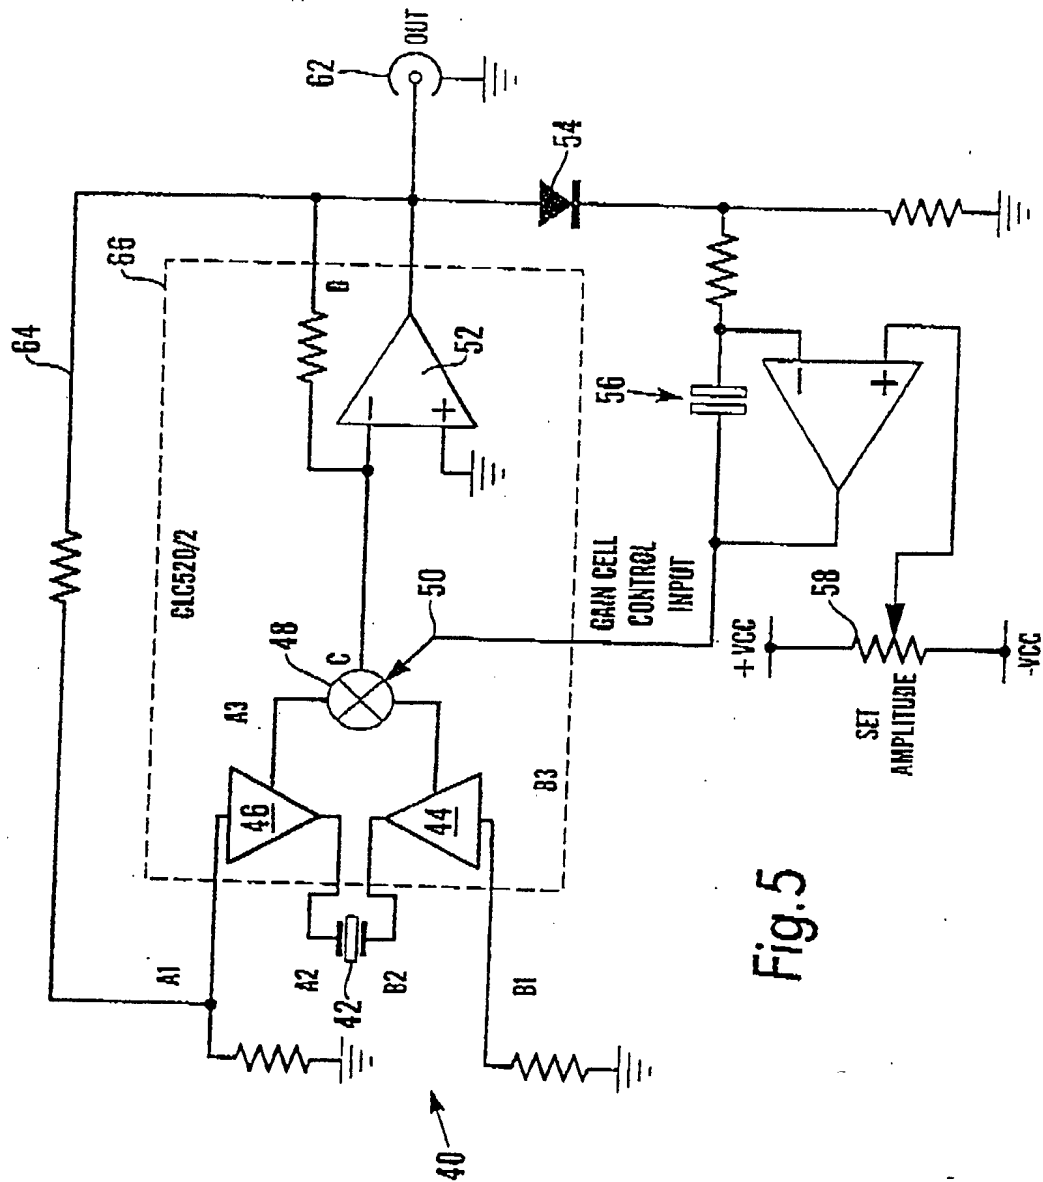 64
66
62
OUT
CLC520/2
B
52
54
A1
A3
48
C
50
46
44
B3
A2
B2
42
B1
GAIN CELL
CONTROL
INPUT
56
+VCC
58
SET
AMPLITUDE
-VCC
40
Fig.5